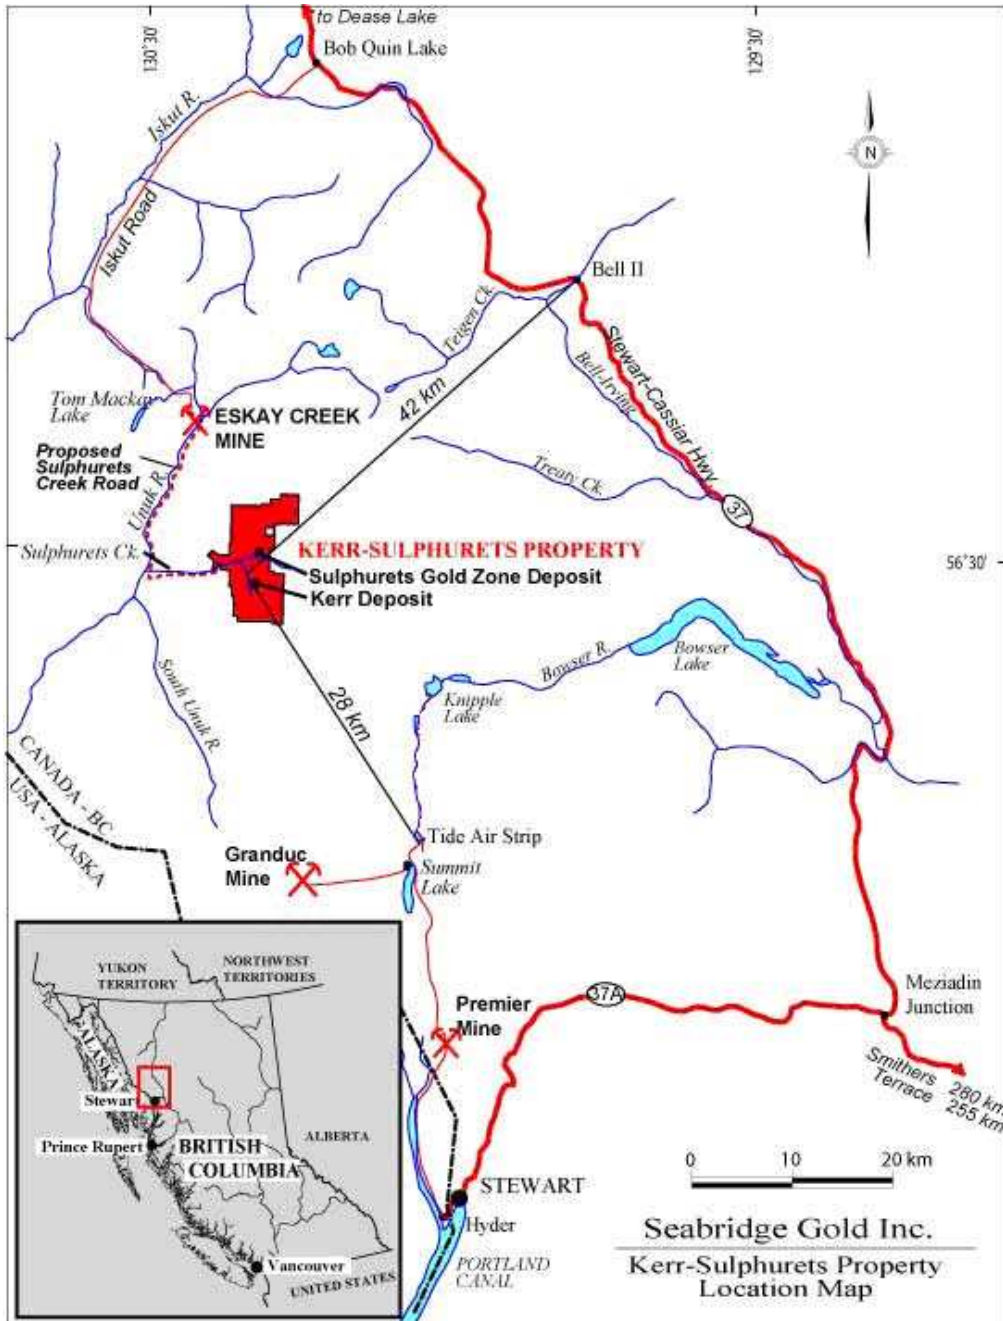 to Dease Lake
130°30'
129°30'
Bob Quin Lake
Iskut R.
N
Iskut Road
Bell II
Teigen Ck.
Stewart-Cassiar Hwy.
Bell-Irving
42 km
Tom Mackay
Lake
ESKAY CREEK
MINE
Proposed
Sulphurets
Creek Road
Treaty Ck.
Unuk R.
37
Sulphurets Ck.
KERR-SULPHURETS PROPERTY
56°30'
Sulphurets Gold Zone Deposit
Kerr Deposit
Bowser R.
Bowser
Lake
South Unuk R.
Knipple
Lake
28 km
CANADA - BC
USA - ALASKA
Tide Air Strip
Granduc
Mine
Summit
Lake
YUKON
TERRITORY
NORTHWEST
TERRITORIES
37A
Meziadin
Junction
Premier
Mine
Smithers 280 km
Terrace 255 km
ALASKA
Stewart
Prince Rupert
BRITISH
COLUMBIA
ALBERTA
0 10 20 km
STEWART
Hyder
Seabridge Gold Inc.
PORTLAND
CANAL
Kerr-Sulphurets Property
Location Map
Vancouver
UNITED STATES